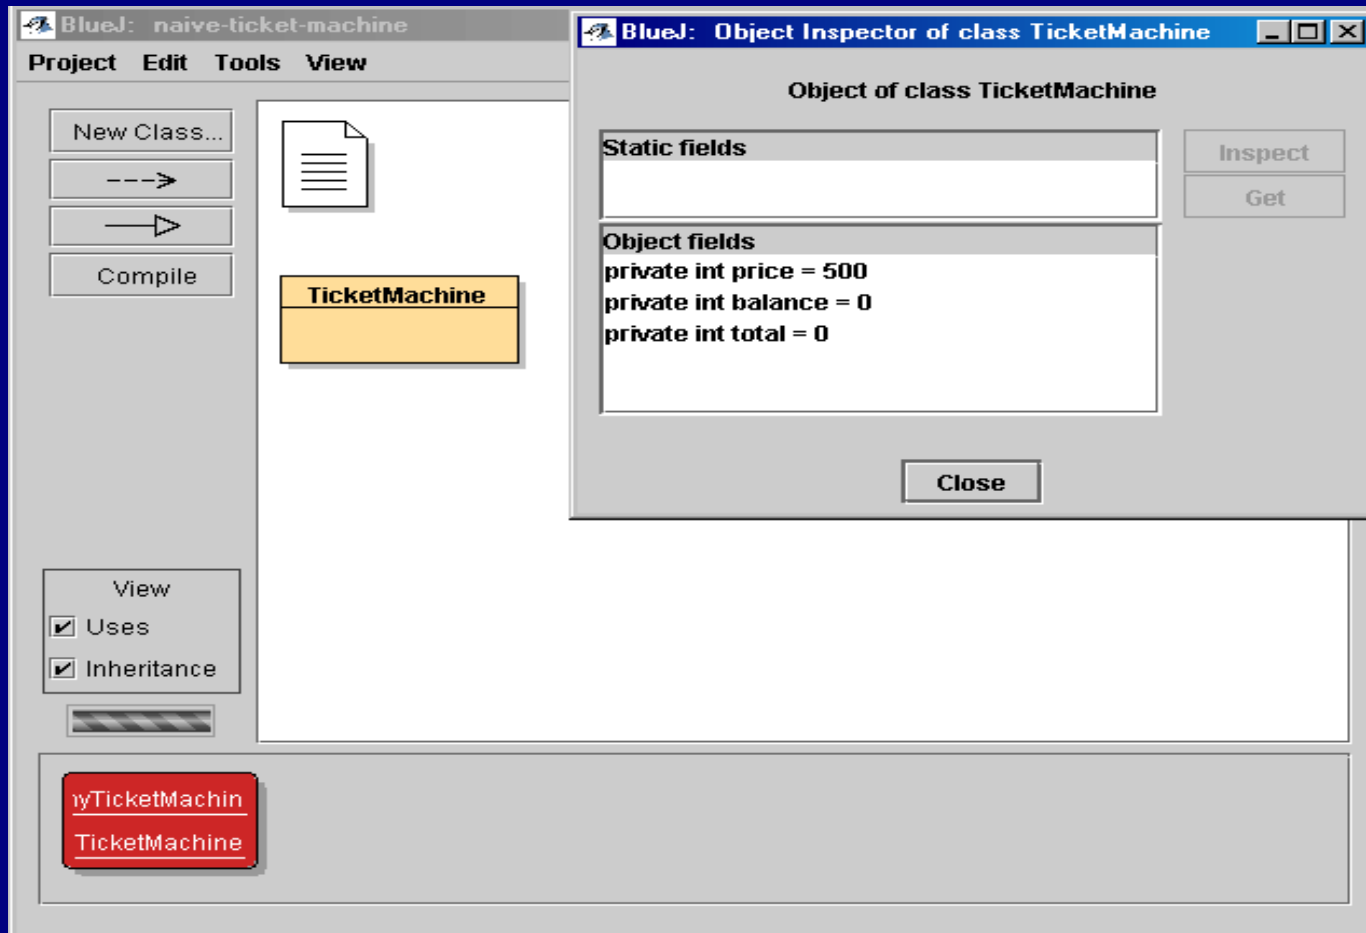 BlueJ: naive-ticket-machine
Project Edit Tools View
New Class...
Compile
TicketMachine
View
Uses
Inheritance
yTicketMachin
TicketMachine
BlueJ: Object Inspector of class TicketMachine
Object of class TicketMachine
Static fields
Inspect
Get
Object fields
private int price = 500
private int balance = 0
private int total = 0
Close